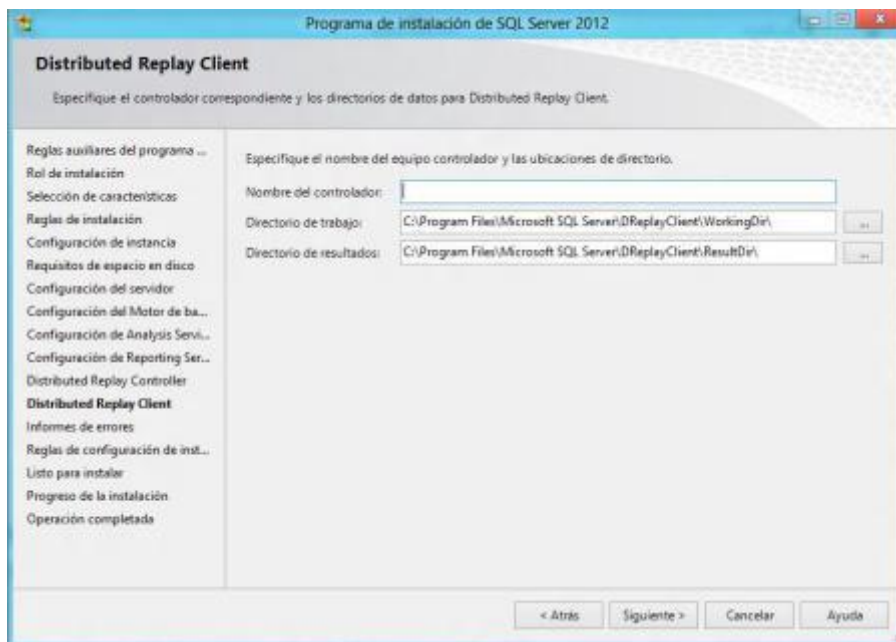 Programa de instalación de SQL Server 2012
Distributed Replay Client
Especifique el controlador correspondiente y los directorios de datos para Distributed Replay Client.
Reglas auxiliares del programa ...
Rol de instalación
Selección de características
Reglas de instalación
Configuración de instancia
Requisitos de espacio en disco
Configuración del servidor
Configuración del Motor de ba...
Configuración de Analysis Servi...
Configuración de Reporting Ser...
Distributed Replay Controller
Distributed Replay Client
Informes de errores
Reglas de configuración de inst...
Listo para instalar
Progreso de la instalación
Operación completada
Especifique el nombre del equipo controlador y las ubicaciones de directorio.
Nombre del controlador:
Directorio de trabajo: C:\Program Files\Microsoft SQL Server\DReplayClient\WorkingDir\ ...
Directorio de resultados: C:\Program Files\Microsoft SQL Server\DReplayClient\ResultDir\ ...
< Atrás Siguiente > Cancelar Ayuda